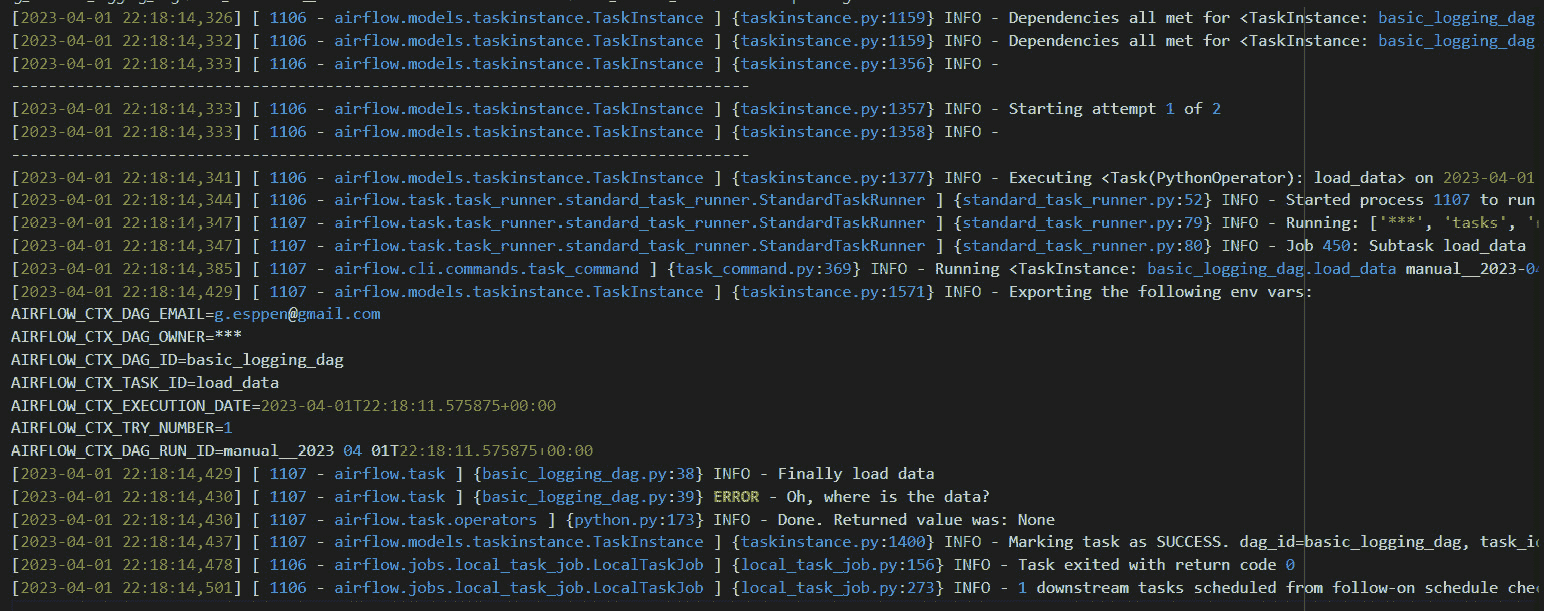 [2023-04-01 22:18:14,326] [ 1106 - airflow.models.taskinstance.TaskInstance ] {taskinstance.py:1159} INFO - Dependencies all met for <TaskInstance: basic_logging_dag
[2023-04-01 22:18:14,332] [ 1106 - airflow.models.taskinstance.TaskInstance ] {taskinstance.py:1159} INFO - Dependencies all met for <TaskInstance: basic_logging_dag
[2023-04-01 22:18:14,333] [ 1106 - airflow.models.taskinstance.TaskInstance ] {taskinstance.py:1356} INFO -
--------------------------------------------------------------------------------
[2023-04-01 22:18:14,333] [ 1106 - airflow.models.taskinstance.TaskInstance ] {taskinstance.py:1357} INFO - Starting attempt 1 of 2
[2023-04-01 22:18:14,333] [ 1106 - airflow.models.taskinstance.TaskInstance ] {taskinstance.py:1358} INFO -
--------------------------------------------------------------------------------
[2023-04-01 22:18:14,341] [ 1106 - airflow.models.taskinstance.TaskInstance ] {taskinstance.py:1377} INFO - Executing <Task(PythonOperator): load_data> on 2023-04-01
[2023-04-01 22:18:14,344] [ 1106 - airflow.task.task_runner.standard_task_runner.StandardTaskRunner ] {standard_task_runner.py:52} INFO - Started process 1107 to run
[2023-04-01 22:18:14,347] [ 1107 - airflow.task.task_runner.standard_task_runner.StandardTaskRunner ] {standard_task_runner.py:79} INFO - Running: ['***', 'tasks',
[2023-04-01 22:18:14,347] [ 1107 - airflow.task.task_runner.standard_task_runner.StandardTaskRunner ] {standard_task_runner.py:80} INFO - Job 450: Subtask load_data
[2023-04-01 22:18:14,385] [ 1107 - airflow.cli.commands.task_command ] {task_command.py:369} INFO - Running <TaskInstance: basic_logging_dag.load_data manual__2023-04
[2023-04-01 22:18:14,429] [ 1107 - airflow.models.taskinstance.TaskInstance ] {taskinstance.py:1571} INFO - Exporting the following env vars:
AIRFLOW_CTX_DAG_EMAIL=g.esppen@gmail.com
AIRFLOW_CTX_DAG_OWNER=***
AIRFLOW_CTX_DAG_ID=basic_logging_dag
AIRFLOW_CTX_TASK_ID=load_data
AIRFLOW_CTX_EXECUTION_DATE=2023-04-01T22:18:11.575875+00:00
AIRFLOW_CTX_TRY_NUMBER=1
AIRFLOW_CTX_DAG_RUN_ID=manual__2023 04 01T22:18:11.575875+00:00
[2023-04-01 22:18:14,429] [ 1107 - airflow.task ] {basic_logging_dag.py:38} INFO - Finally load data
[2023-04-01 22:18:14,430] [ 1107 - airflow.task ] {basic_logging_dag.py:39} ERROR - Oh, where is the data?
[2023-04-01 22:18:14,430] [ 1107 - airflow.task.operators ] {python.py:173} INFO - Done. Returned value was: None
[2023-04-01 22:18:14,437] [ 1107 - airflow.models.taskinstance.TaskInstance ] {taskinstance.py:1400} INFO - Marking task as SUCCESS. dag_id=basic_logging_dag, task_id
[2023-04-01 22:18:14,478] [ 1106 - airflow.jobs.local_task_job.LocalTaskJob ] {local_task_job.py:156} INFO - Task exited with return code 0
[2023-04-01 22:18:14,501] [ 1106 - airflow.jobs.local_task_job.LocalTaskJob ] {local_task_job.py:273} INFO - 1 downstream tasks scheduled from follow-on schedule chec